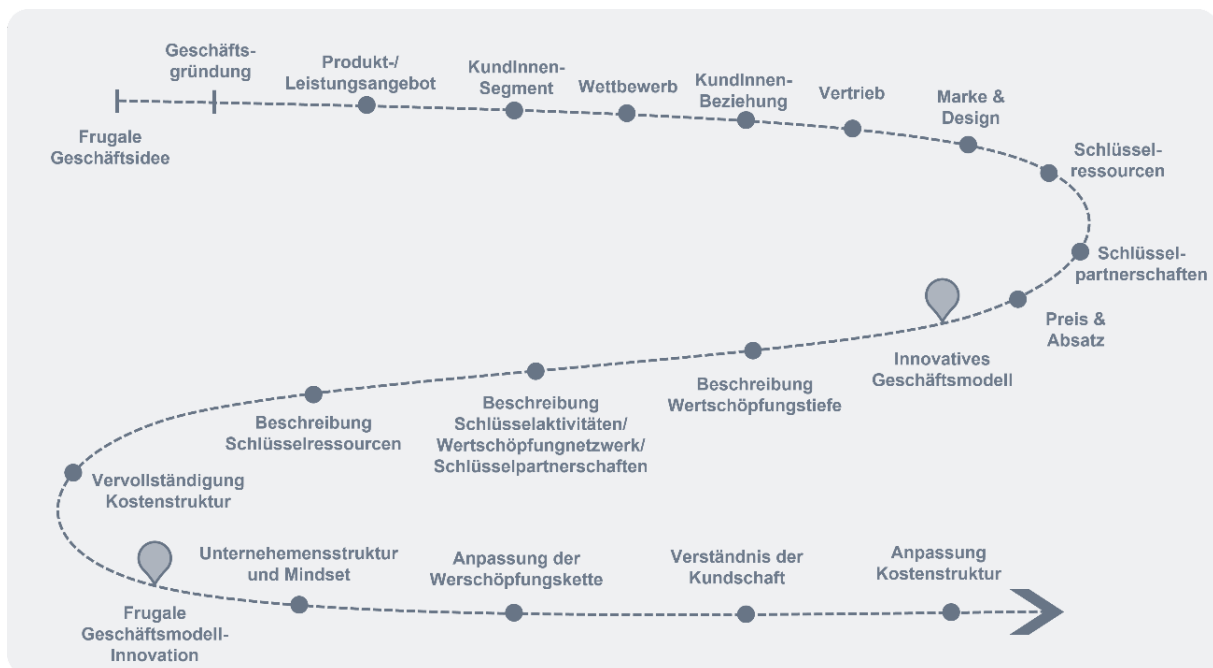 Geschäfts-
gründung
Frugale
Geschäftsidee
Produkt-/
Leistungsangebot
KundInnen-
Segment
Wettbewerb
KundInnen-
Beziehung
Vertrieb
Marke &
Design
Schlüssel-
ressourcen
Schlüssel-
partnerschaften
Preis &
Absatz
Innovatives
Geschäftsmodell
Beschreibung
Wertschöpfungstiefe
Beschreibung
Schlüsselaktivitäten/
Wertschöpfungnetzwerk/
Schlüsselpartnerschaften
Beschreibung
Schlüsselressourcen
Vervollständigung
Kostenstruktur
Frugale
Geschäftsmodell-
Innovation
Unternehemensstruktur
und Mindset
Anpassung der
Werschöpfungskette
Verständnis der
Kundschaft
Anpassung
Kostenstruktur